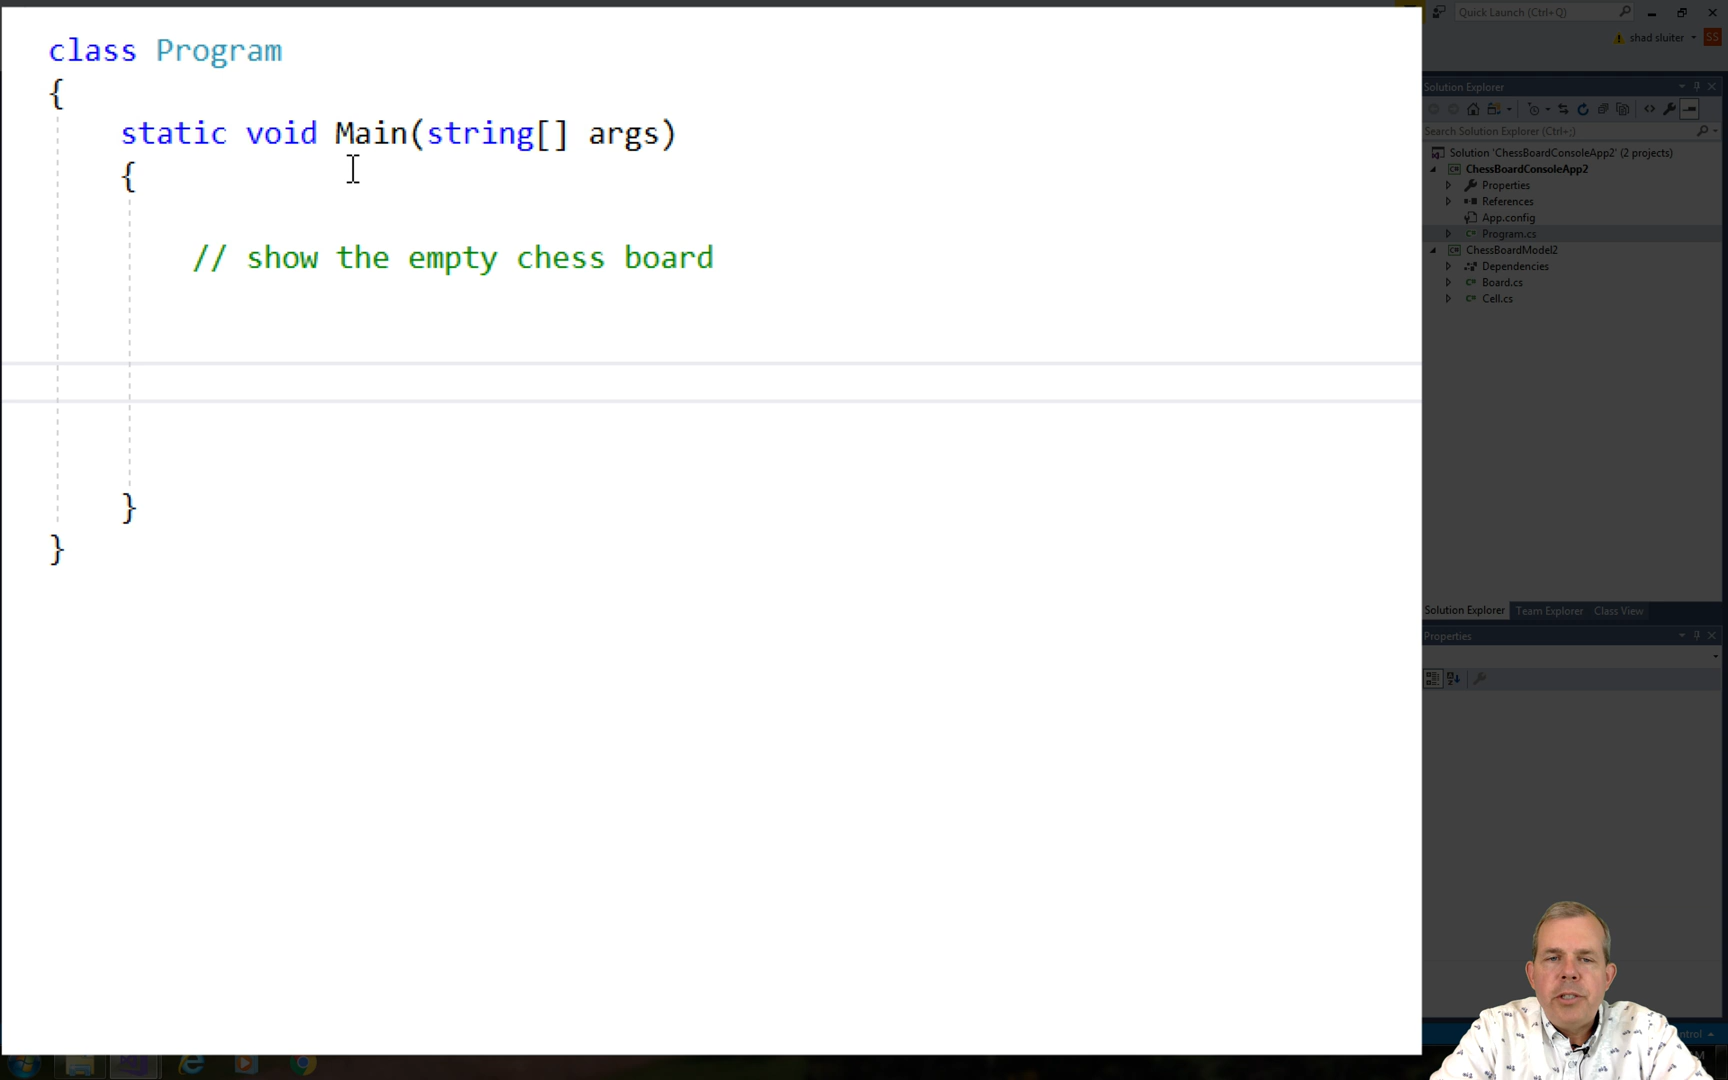 class Program
{
static void Main(string[] args)
{
// show the empty chess board
}
}
Quick Launch (Ctrl+Q)
shad sluiter
SS
Solution Explorer
Search Solution Explorer (Ctrl+;)
Solution 'ChessBoardConsoleApp2' (2 projects)
ChessBoardConsoleApp2
Properties
References
App.config
Program.cs
ChessBoardModel2
Dependencies
Board.cs
Cell.cs
Solution Explorer Team Explorer Class View
Properties